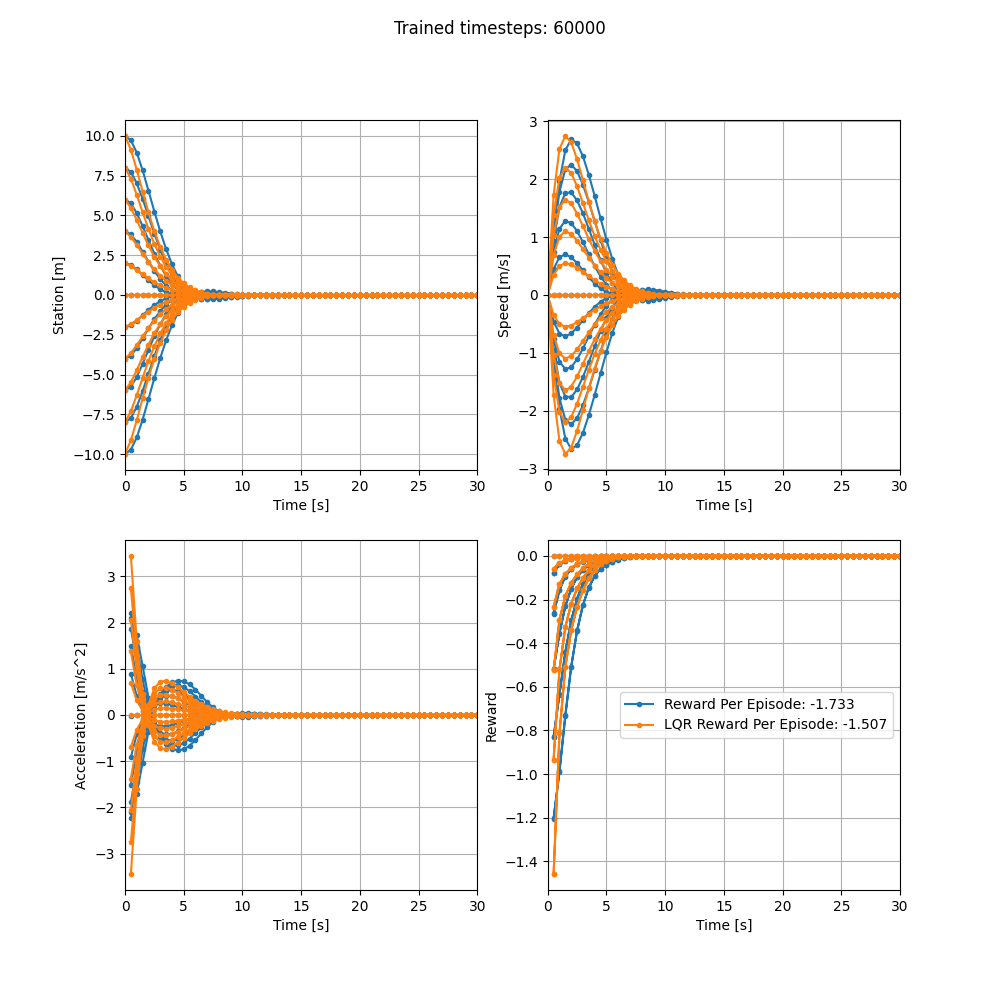 Trained timesteps: 60000
10.0
7.5
5.0
2.5
0.0
−2.5
−5.0
−7.5
−10.0
Station [m]
0 5 10 15 20 25 30
Time [s]
3
2
1
0
−1
−2
−3
Speed [m/s]
0 5 10 15 20 25 30
Time [s]
3
2
1
0
−1
−2
−3
Acceleration [m/s^2]
0 5 10 15 20 25 30
Time [s]
0.0
−0.2
−0.4
−0.6
−0.8
−1.0
−1.2
−1.4
Reward
Reward Per Episode: -1.733
LQR Reward Per Episode: -1.507
0 5 10 15 20 25 30
Time [s]